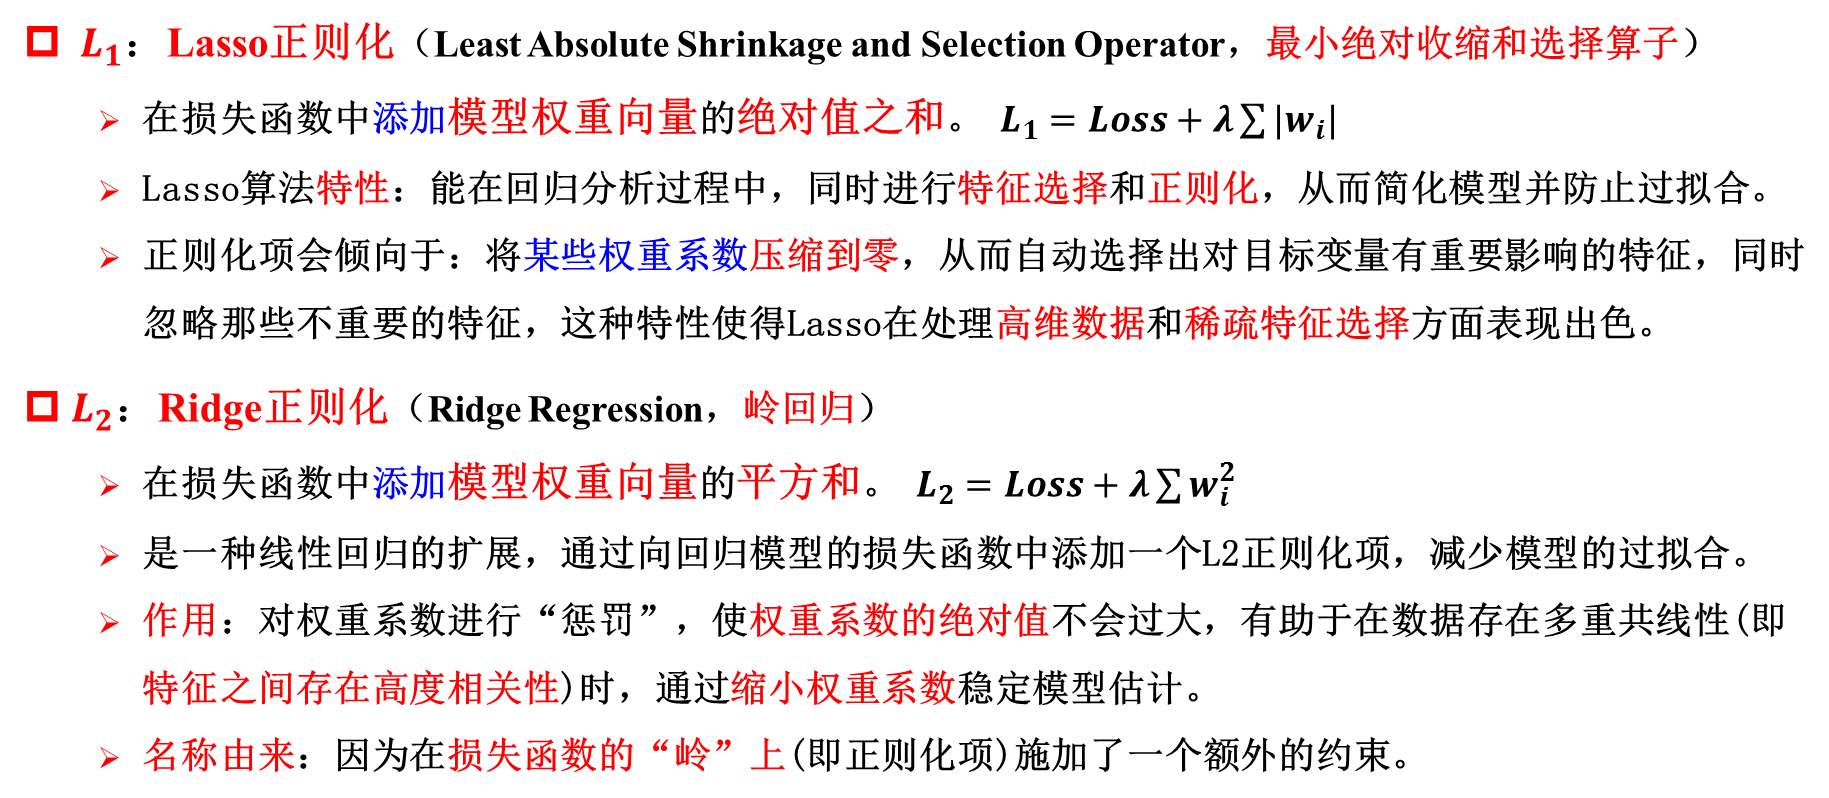 L₁：Lasso正则化（Least Absolute Shrinkage and Selection Operator，最小绝对收缩和选择算子）
在损失函数中添加模型权重向量的绝对值之和。 L₁ = Loss + λ∑|wᵢ|
Lasso算法特性：能在回归分析过程中，同时进行特征选择和正则化，从而简化模型并防止过拟合。
正则化项会倾向于：将某些权重系数压缩到零，从而自动选择出对目标变量有重要影响的特征，同时
忽略那些不重要的特征，这种特性使得Lasso在处理高维数据和稀疏特征选择方面表现出色。
L₂：Ridge正则化（Ridge Regression，岭回归）
在损失函数中添加模型权重向量的平方和。 L₂ = Loss + λ∑wᵢ²
是一种线性回归的扩展，通过向回归模型的损失函数中添加一个L2正则化项，减少模型的过拟合。
作用：对权重系数进行“惩罚”，使权重系数的绝对值不会过大，有助于在数据存在多重共线性(即
特征之间存在高度相关性)时，通过缩小权重系数稳定模型估计。
名称由来：因为在损失函数的“岭”上(即正则化项)施加了一个额外的约束。